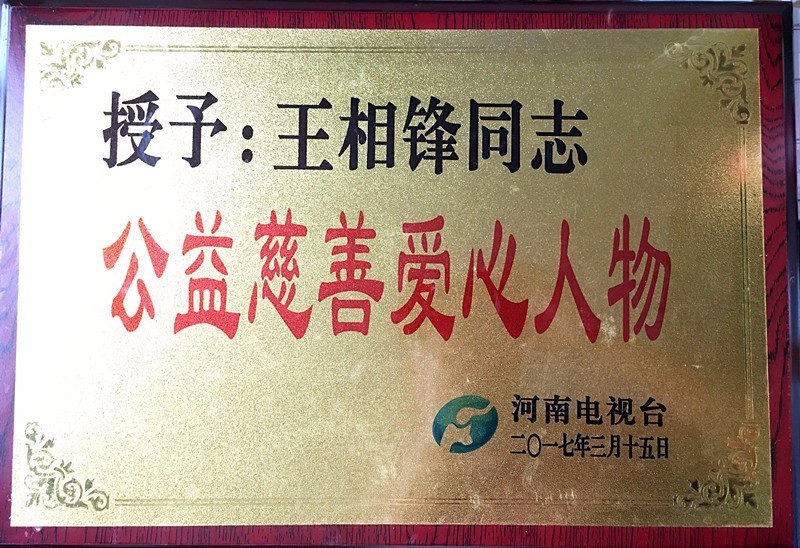 授予:王相锋同志
公益慈善爱心人物
河南电视台
二〇一七年三月十五日